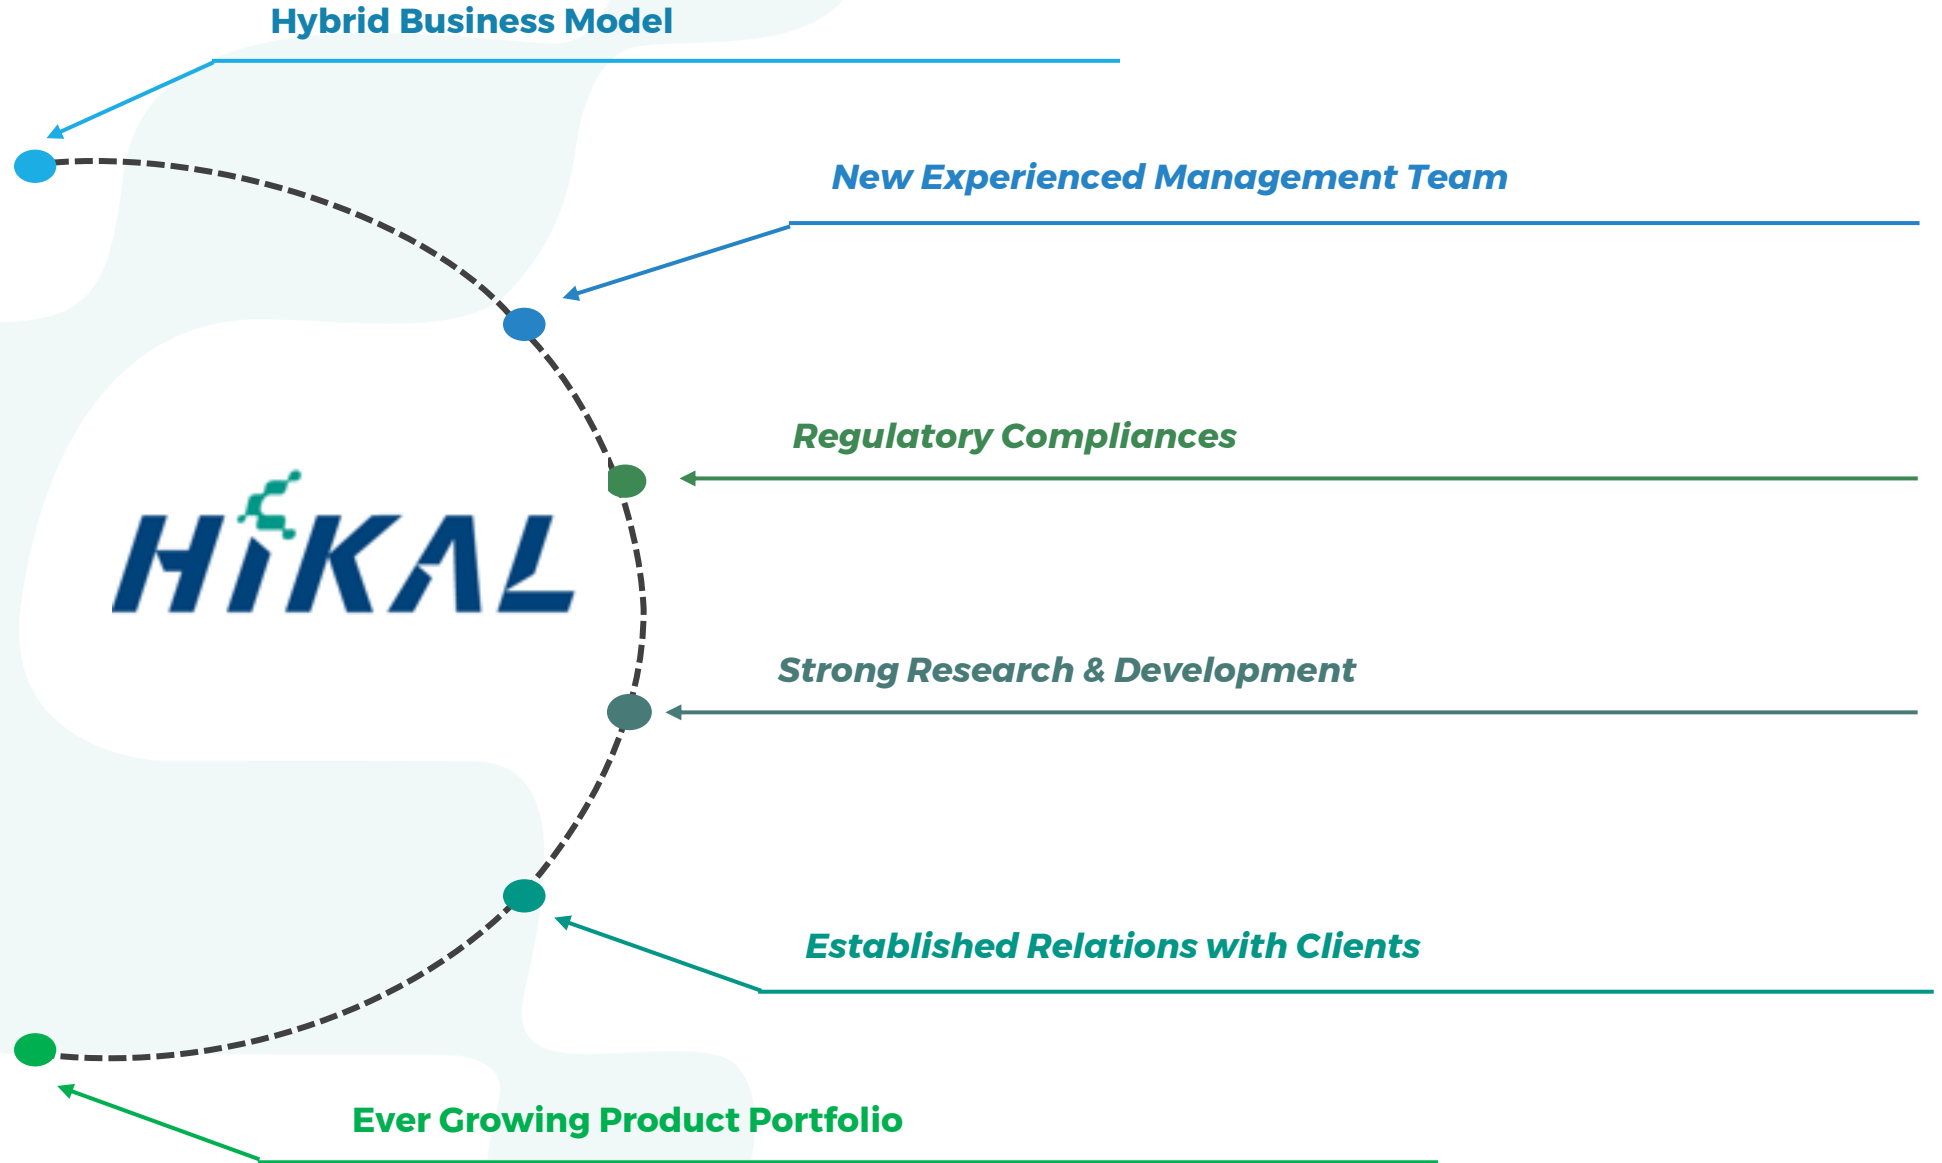 Hybrid Business Model
New Experienced Management Team
Regulatory Compliances
HiKAL
Strong Research & Development
Established Relations with Clients
Ever Growing Product Portfolio